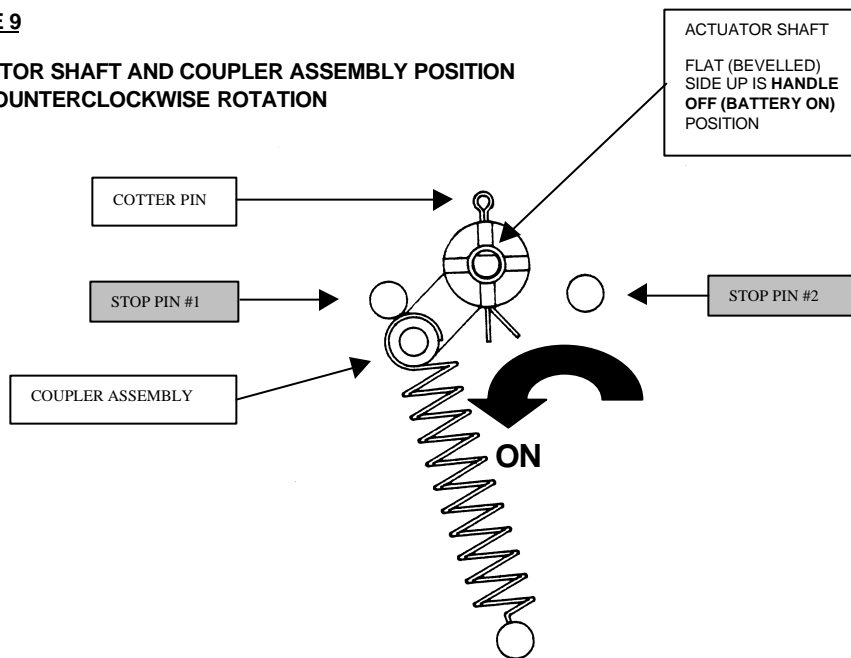 E 9
TOR SHAFT AND COUPLER ASSEMBLY POSITION
OUNTERCLOCKWISE ROTATION
ACTUATOR SHAFT
FLAT (BEVELLED)
SIDE UP IS HANDLE
OFF (BATTERY ON)
POSITION
COTTER PIN
STOP PIN #1
STOP PIN #2
COUPLER ASSEMBLY
ON